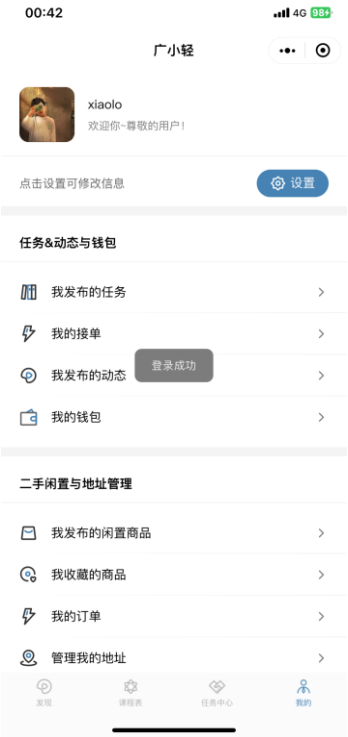 00:42
4G 98
广小轻
xiaolo
欢迎你~尊敬的用户!
点击设置可修改信息
设置
任务&动态与钱包
我发布的任务
我的接单
登录成功
我发布的动态
我的钱包
二手闲置与地址管理
我发布的闲置商品
我收藏的商品
我的订单
管理我的地址
发现 课程表 任务中心 我的